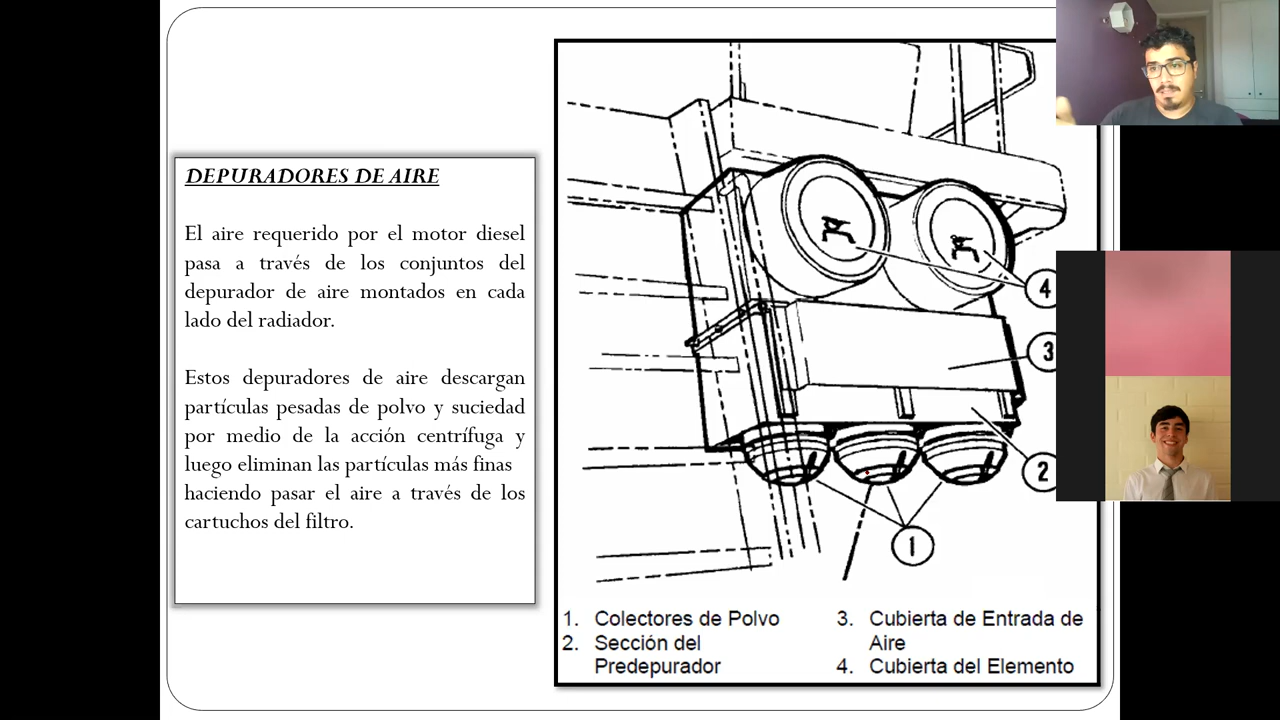 DEPURADORES DE AIRE
El aire requerido por el motor diesel
pasa a través de los conjuntos del
depurador de aire montados en cada
lado del radiador.
Estos depuradores de aire descargan
partículas pesadas de polvo y suciedad
por medio de la acción centrífuga y
luego eliminan las partículas más finas
haciendo pasar el aire a través de los
cartuchos del filtro.
4
3
2
1
1. Colectores de Polvo
2. Sección del
Predepurador
3. Cubierta de Entrada de
Aire
4. Cubierta del Elemento